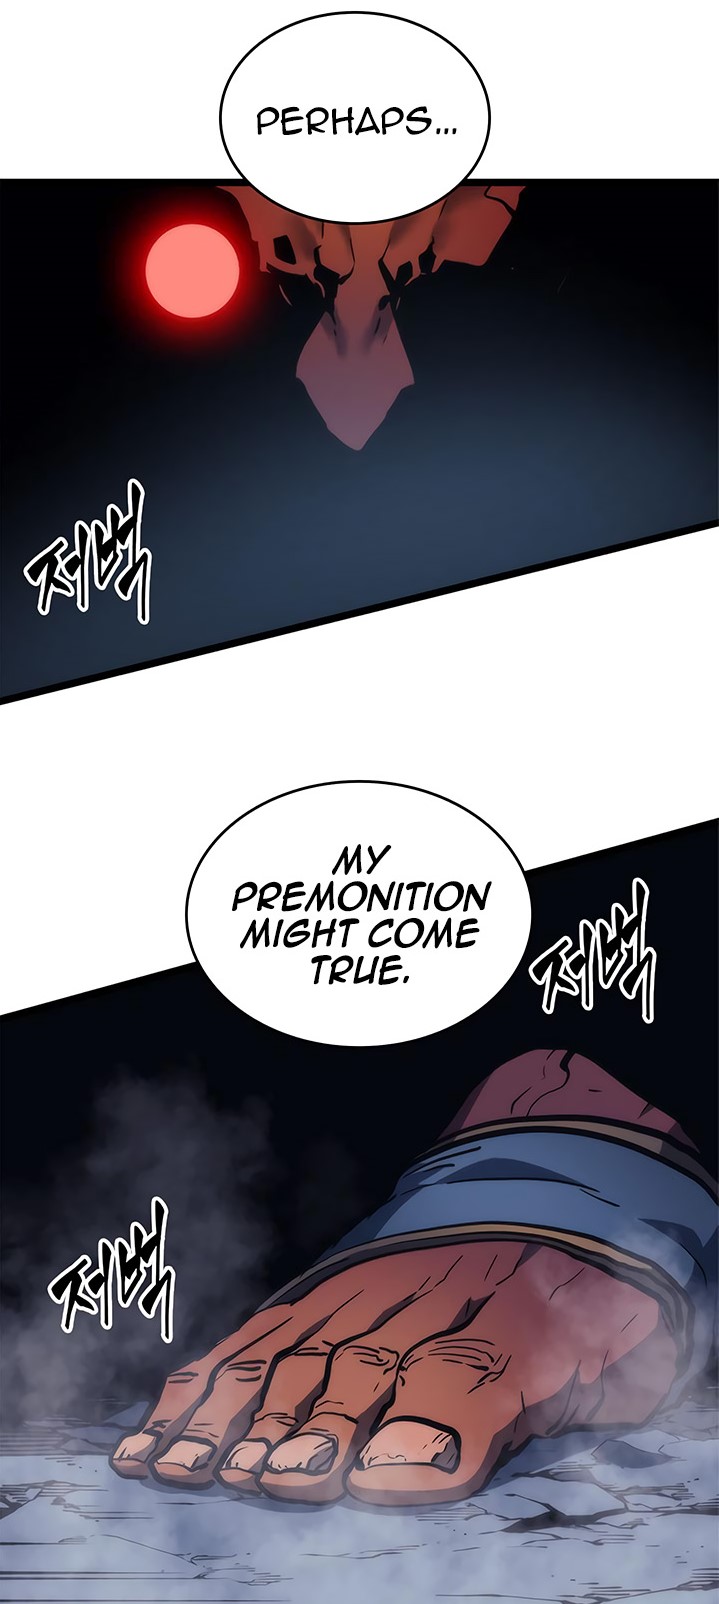 PERHAPS...
저벅
MY
PREMONITION
MIGHT COME
TRUE.
저벅
저벅